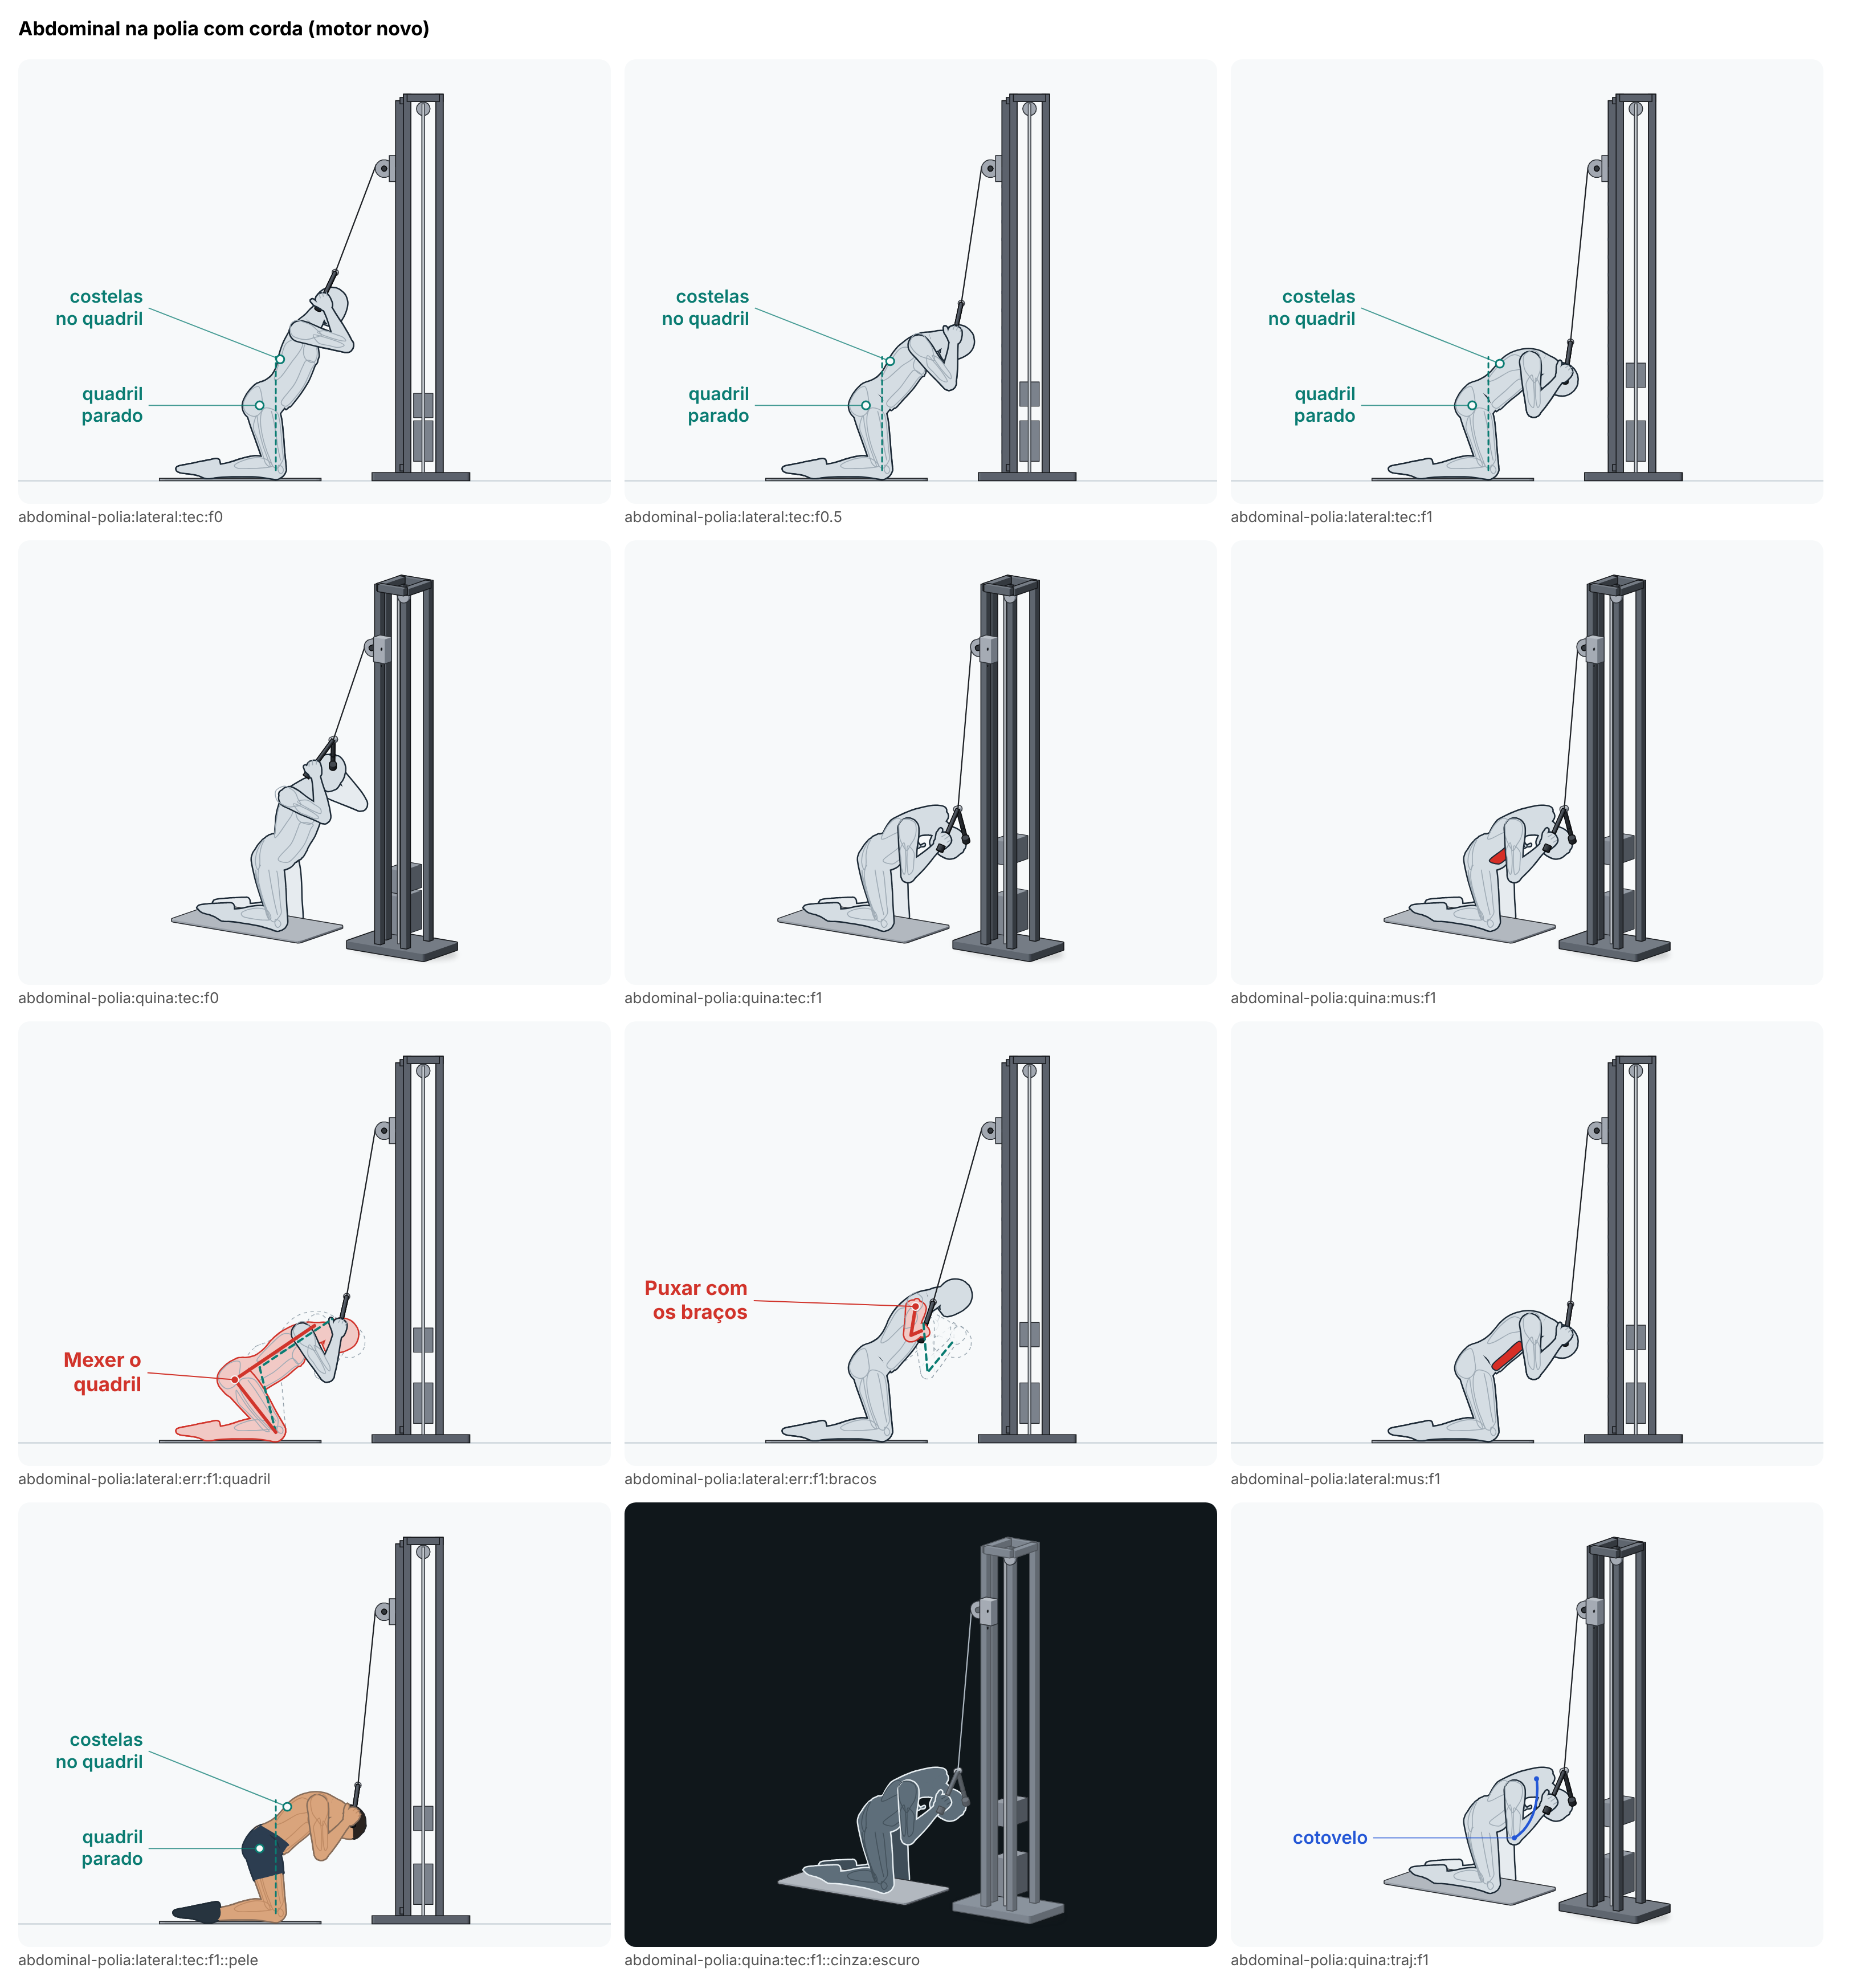 Abdominal na polia com corda (motor novo)
costelas
no quadril
quadril
parado
abdominal-polia:lateral:tec:f0
costelas
no quadril
quadril
parado
abdominal-polia:lateral:tec:f0.5
costelas
no quadril
quadril
parado
abdominal-polia:lateral:tec:f1
abdominal-polia:quina:tec:f0
abdominal-polia:quina:tec:f1
abdominal-polia:quina:mus:f1
Mexer o
quadril
abdominal-polia:lateral:err:f1:quadril
Puxar com
os braços
abdominal-polia:lateral:err:f1:bracos
abdominal-polia:lateral:mus:f1
costelas
no quadril
quadril
parado
abdominal-polia:lateral:tec:f1::pele
abdominal-polia:quina:tec:f1::cinza:escuro
cotovelo
abdominal-polia:quina:traj:f1